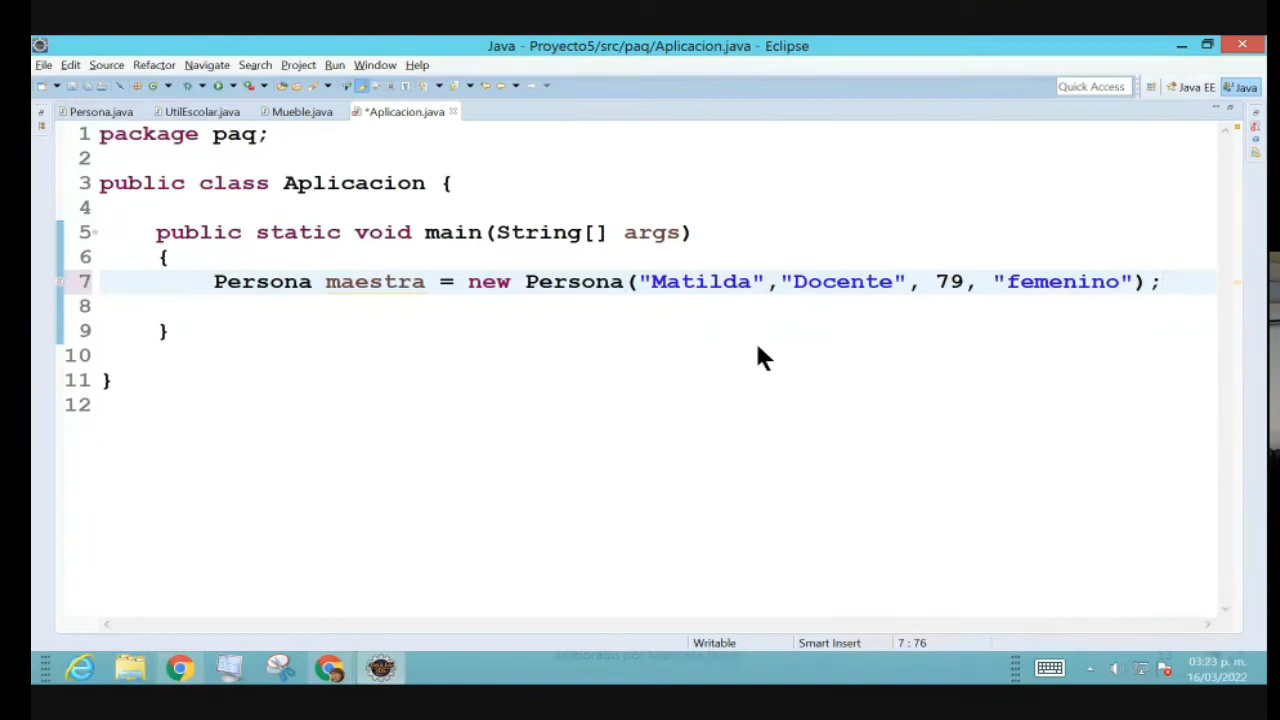 Java - Proyecto5/src/paq/Aplicacion.java - Eclipse
File Edit Source Refactor Navigate Search Project Run Window Help
Quick Access Java EE Java
Persona.java UtilEscolar.java Mueble.java *Aplicacion.java
1 package paq;
2
3 public class Aplicacion {
4
5 public static void main(String[] args)
6 {
7 Persona maestra = new Persona("Matilda","Docente", 79, "femenino");
8
9 }
10
11 }
12
Writable Smart Insert 7 : 76
elaborado por
03:23 p. m.
16/03/2022